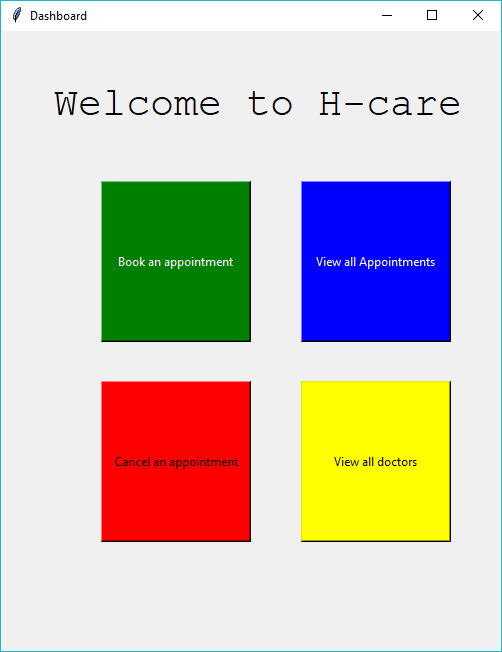 Dashboard
Welcome to H-care
Book an appointment
View all Appointments
Cancel an appointment
View all doctors